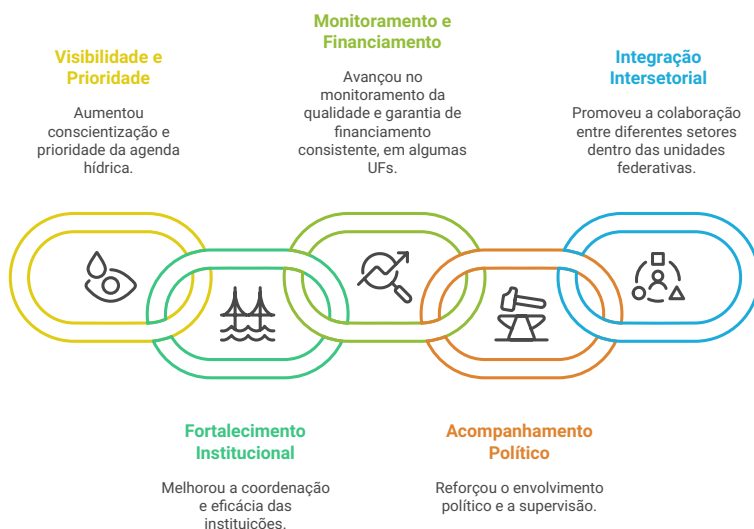 Visibilidade e
Prioridade
Aumentou
conscientização e
prioridade da agenda
hídrica.
Monitoramento e
Financiamento
Avançou no
monitoramento da
qualidade e garantia de
financiamento
consistente, em algumas
UFs.
Integração
Intersetorial
Promoveu a colaboração
entre diferentes setores
dentro das unidades
federativas.
Fortalecimento
Institucional
Melhorou a coordenação
e eficácia das
instituições.
Acompanhamento
Político
Reforçou o envolvimento
político e a supervisão.